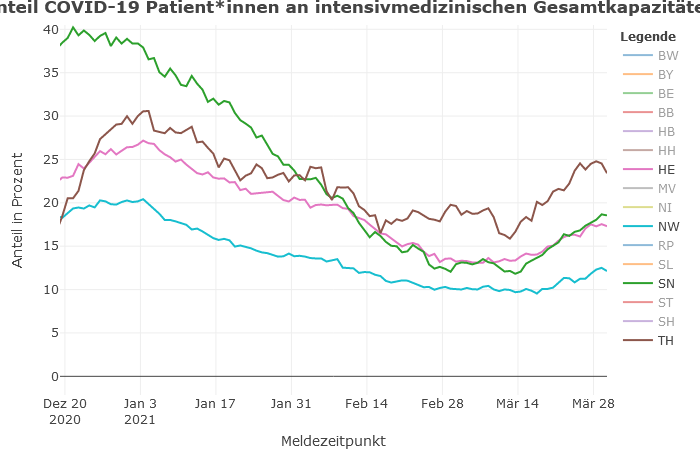 nteil COVID-19 Patient*innen an intensivmedizinischen Gesamtkapazitäte
Legende
BW
BY
BE
BB
HB
HH
HE
MV
NI
NW
RP
SL
SN
ST
SH
TH
Anteil in Prozent
40
35
30
25
20
15
10
5
0
Dez 20 Jan 3 Jan 17 Jan 31 Feb 14 Feb 28 Mär 14 Mär 28
2020 2021
Meldezeitpunkt